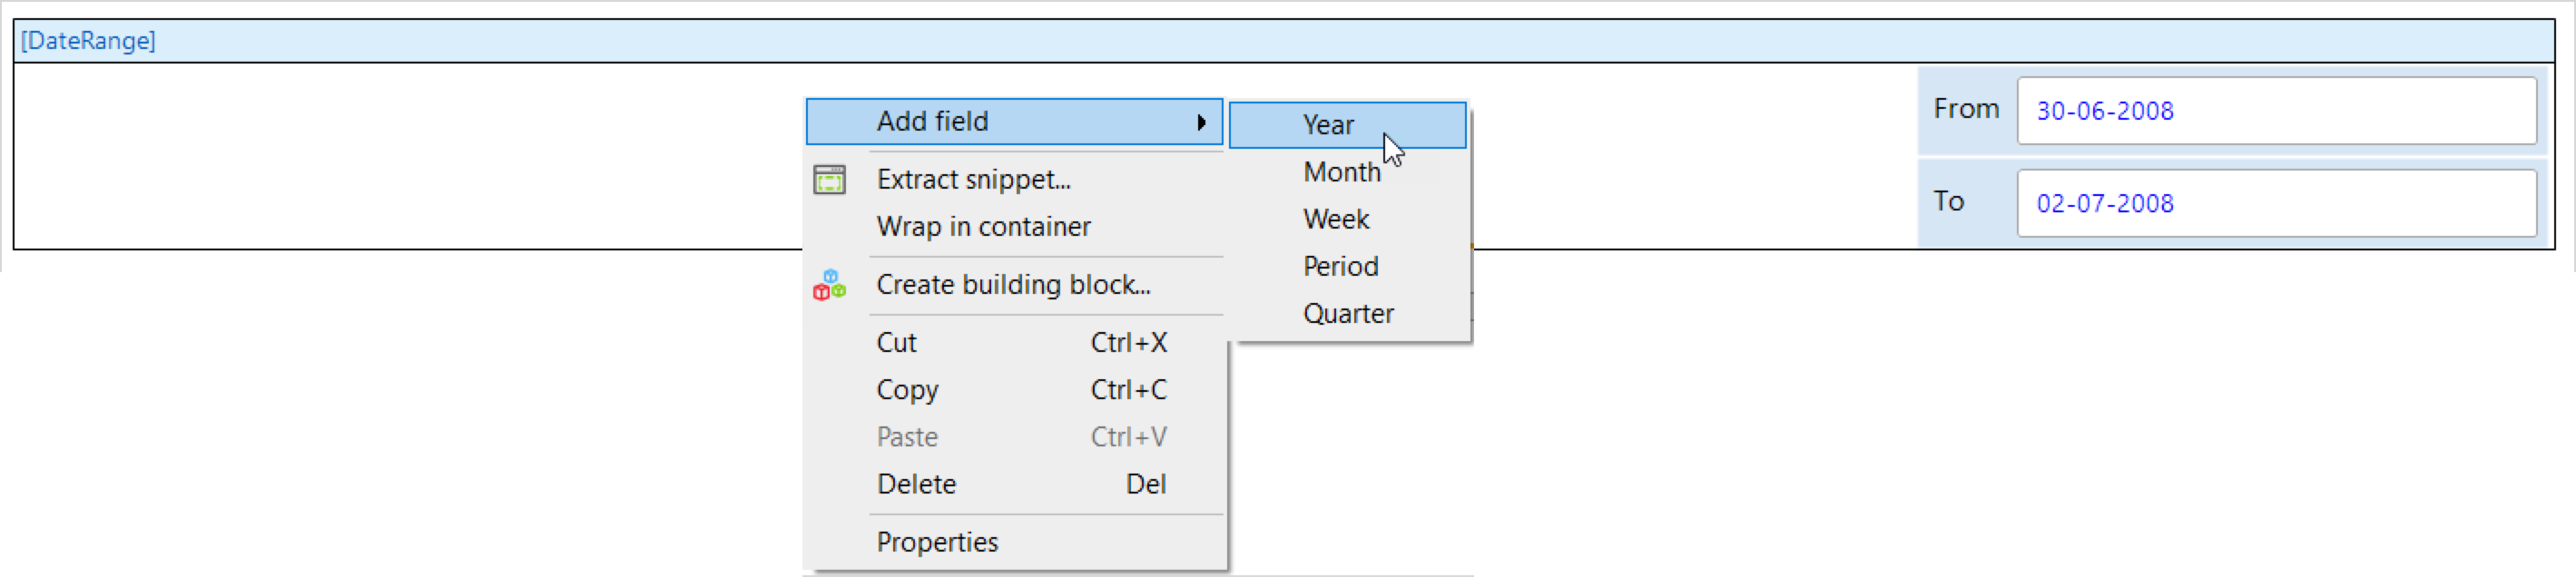 [DateRange]
From 30-06-2008
To 02-07-2008
Add field
Extract snippet...
Wrap in container
Create building block...
Cut Ctrl+X
Copy Ctrl+C
Paste Ctrl+V
Delete Del
Properties
Year
Month
Week
Period
Quarter